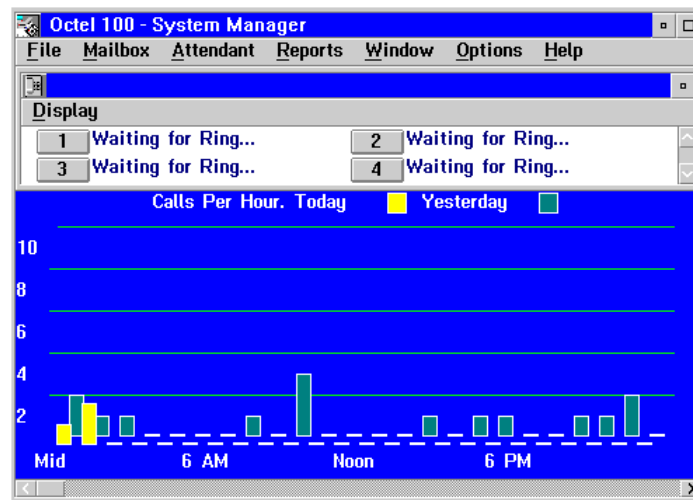 Octel 100 - System Manager
File Mailbox Attendant Reports Window Options Help
Display
1 Waiting for Ring... 2 Waiting for Ring...
3 Waiting for Ring... 4 Waiting for Ring...
Calls Per Hour. Today Yesterday
10
8
6
4
2
Mid 6 AM Noon 6 PM